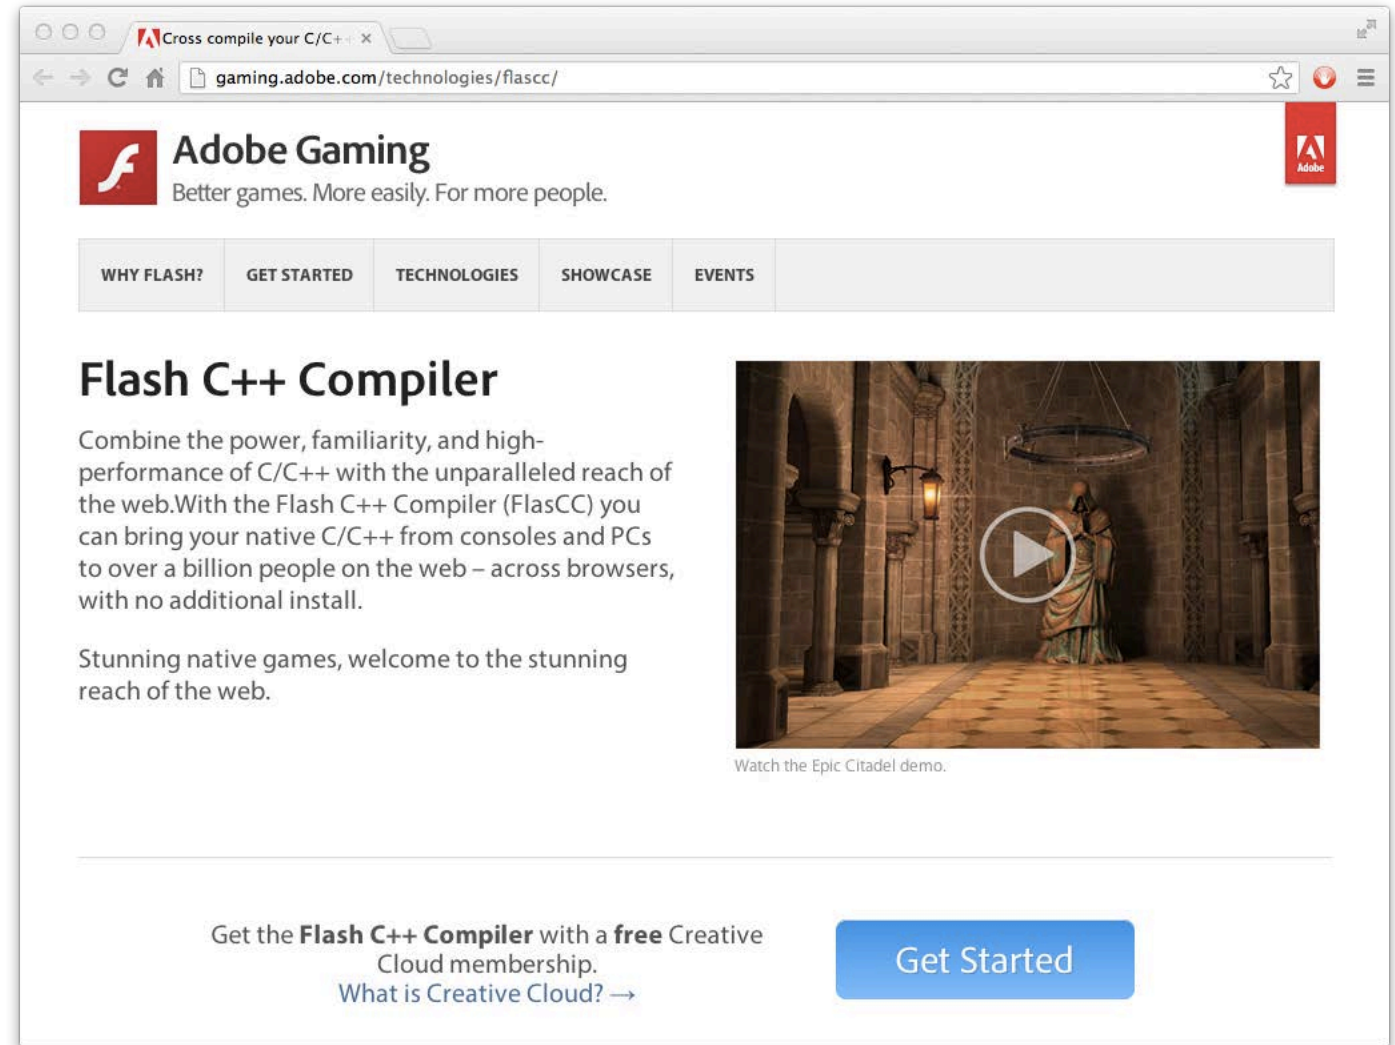 Cross compile your C/C+
gaming.adobe.com/technologies/flascc/
Adobe Gaming
Better games. More easily. For more people.
Adobe
WHY FLASH? GET STARTED TECHNOLOGIES SHOWCASE EVENTS
Flash C++ Compiler
Combine the power, familiarity, and high-
performance of C/C++ with the unparalleled reach of
the web.With the Flash C++ Compiler (FlasCC) you
can bring your native C/C++ from consoles and PCs
to over a billion people on the web – across browsers,
with no additional install.
Stunning native games, welcome to the stunning
reach of the web.
Watch the Epic Citadel demo.
Get the Flash C++ Compiler with a free Creative
Cloud membership.
What is Creative Cloud? →
Get Started